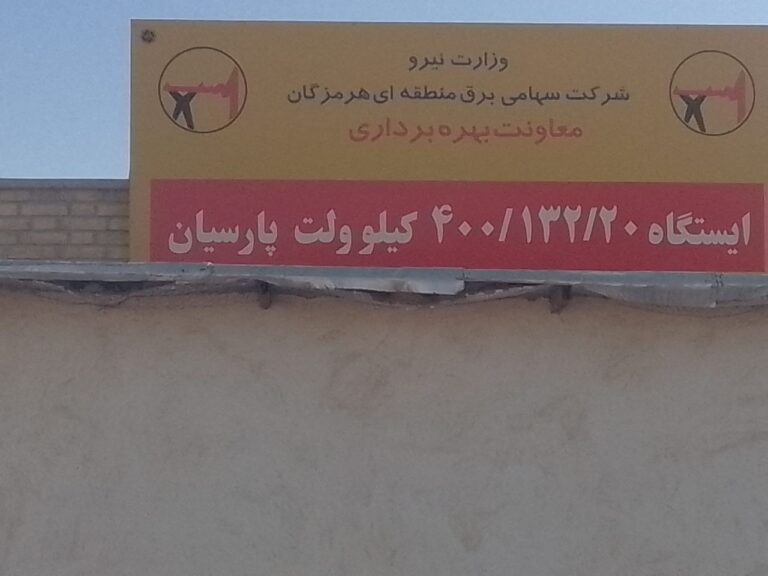 وزارت نیرو
شرکت سهامی برق منطقه ای هرمزگان
معاونت بهره برداری
ایستگاه ۴۰۰/۱۳۲/۲۰ کیلو ولت پارسیان